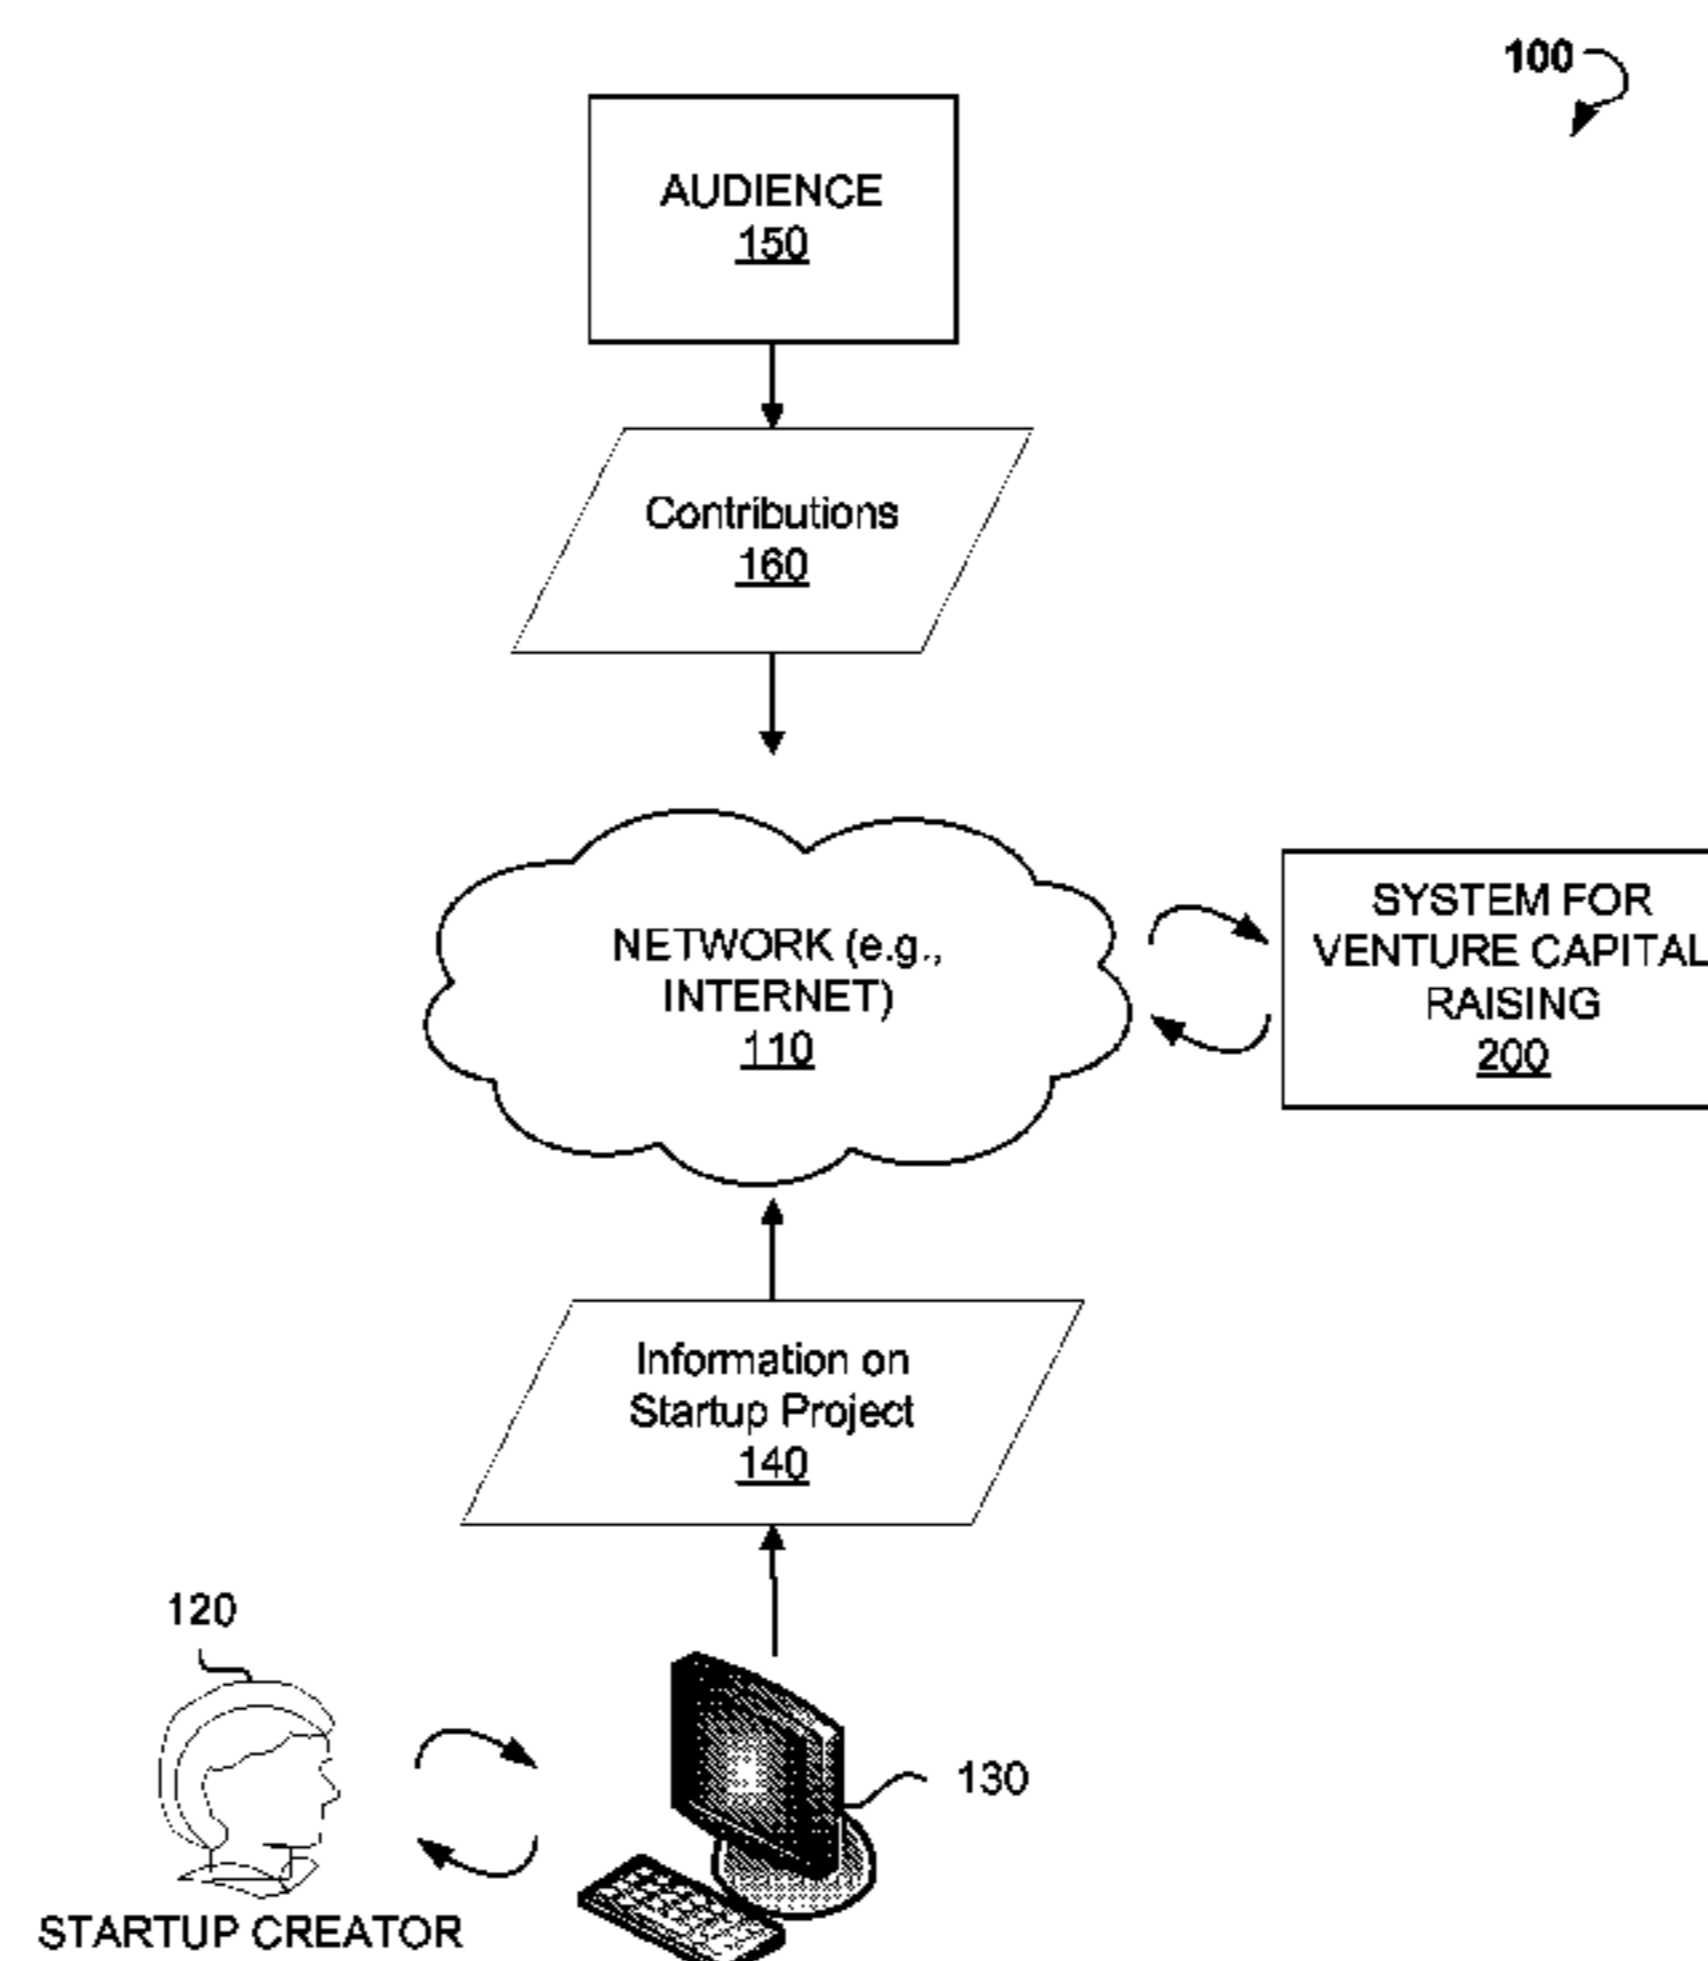 100
AUDIENCE
150
Contributions
160
NETWORK (e.g.,
INTERNET)
110
SYSTEM FOR
VENTURE CAPITAL
RAISING
200
Information on
Startup Project
140
120
130
STARTUP CREATOR